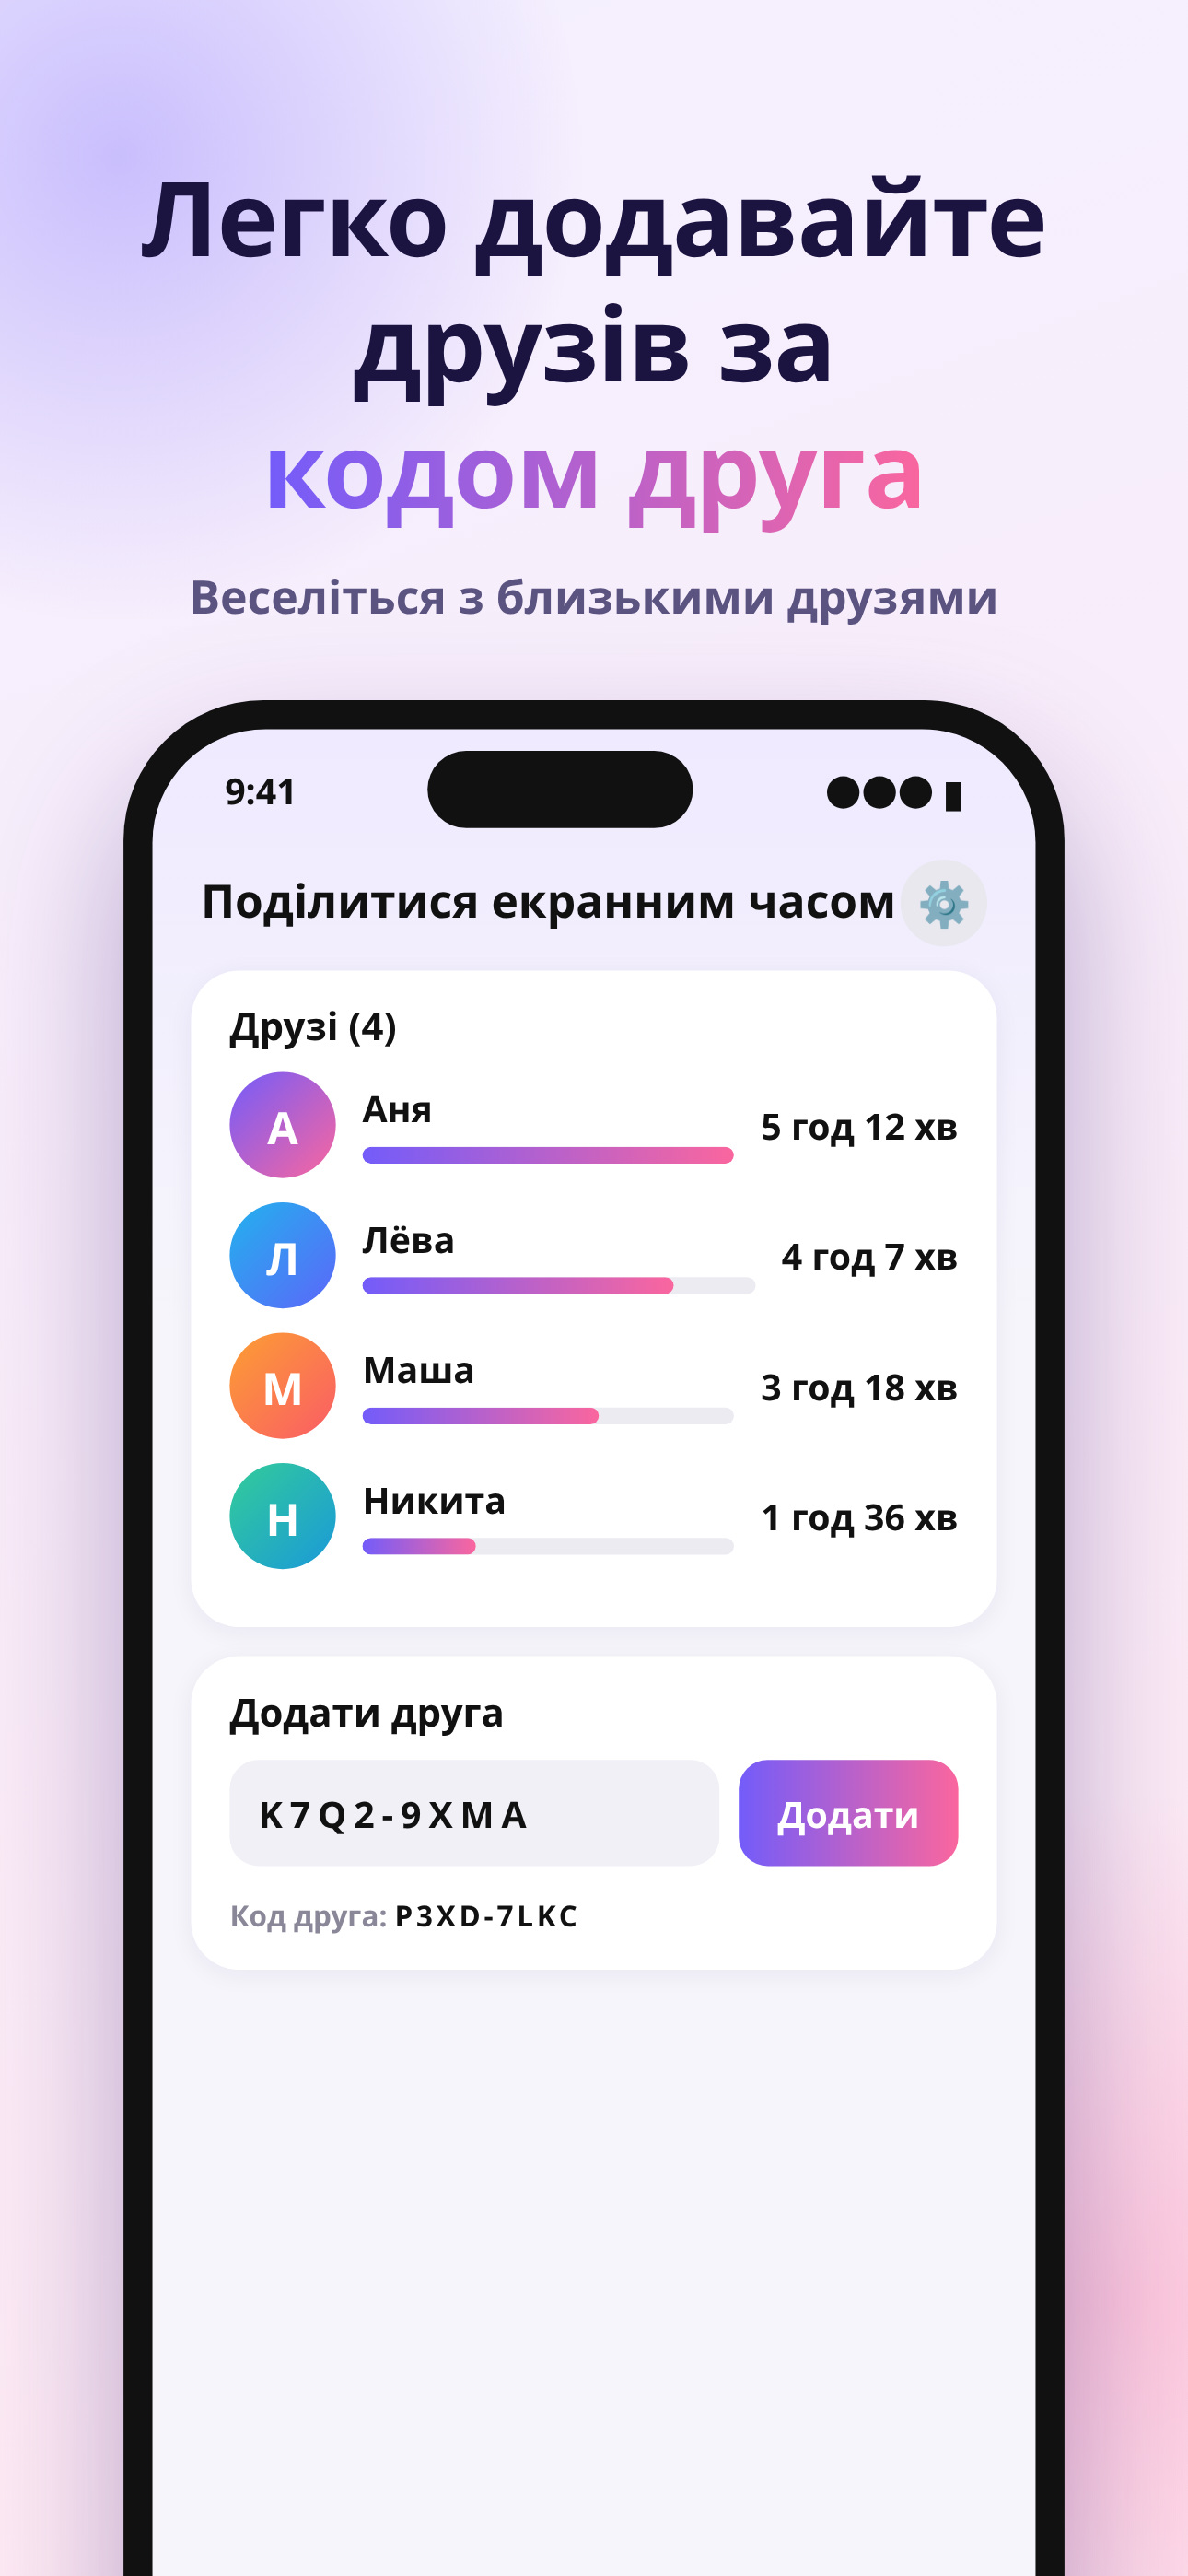 Легко додавайте
друзів за
кодом друга
Веселіться з близькими друзями
9:41
Поділитися екранним часом
Друзі (4)
А
Аня
5 год 12 хв
Л
Лёва
4 год 7 хв
М
Маша
3 год 18 хв
Н
Никита
1 год 36 хв
Додати друга
K7Q2-9XMA
Додати
Код друга: P3XD-7LKC